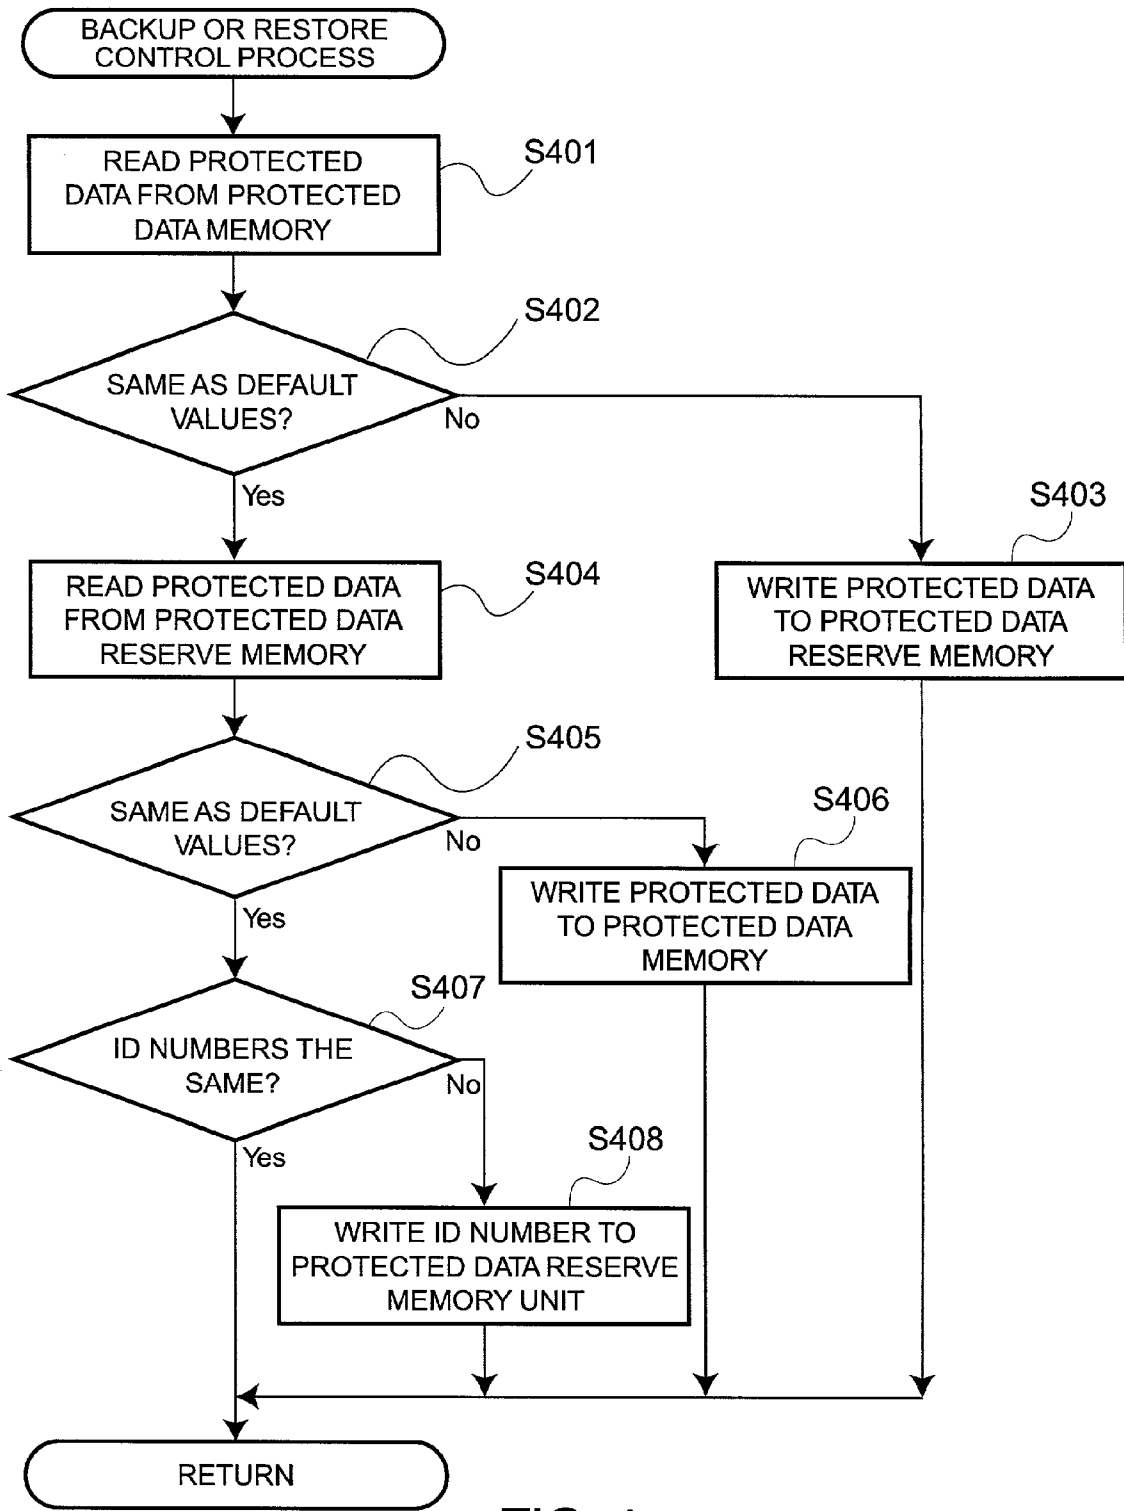 BACKUP OR RESTORE
CONTROL PROCESS
READ PROTECTED
DATA FROM PROTECTED
DATA MEMORY
S401
S402
SAME AS DEFAULT
VALUES?
No
Yes
S403
WRITE PROTECTED DATA
TO PROTECTED DATA
RESERVE MEMORY
READ PROTECTED DATA
FROM PROTECTED DATA
RESERVE MEMORY
S404
S405
SAME AS DEFAULT
VALUES?
No
Yes
S406
WRITE PROTECTED DATA
TO PROTECTED DATA
MEMORY
S407
ID NUMBERS THE
SAME?
No
Yes
S408
WRITE ID NUMBER TO
PROTECTED DATA RESERVE
MEMORY UNIT
RETURN